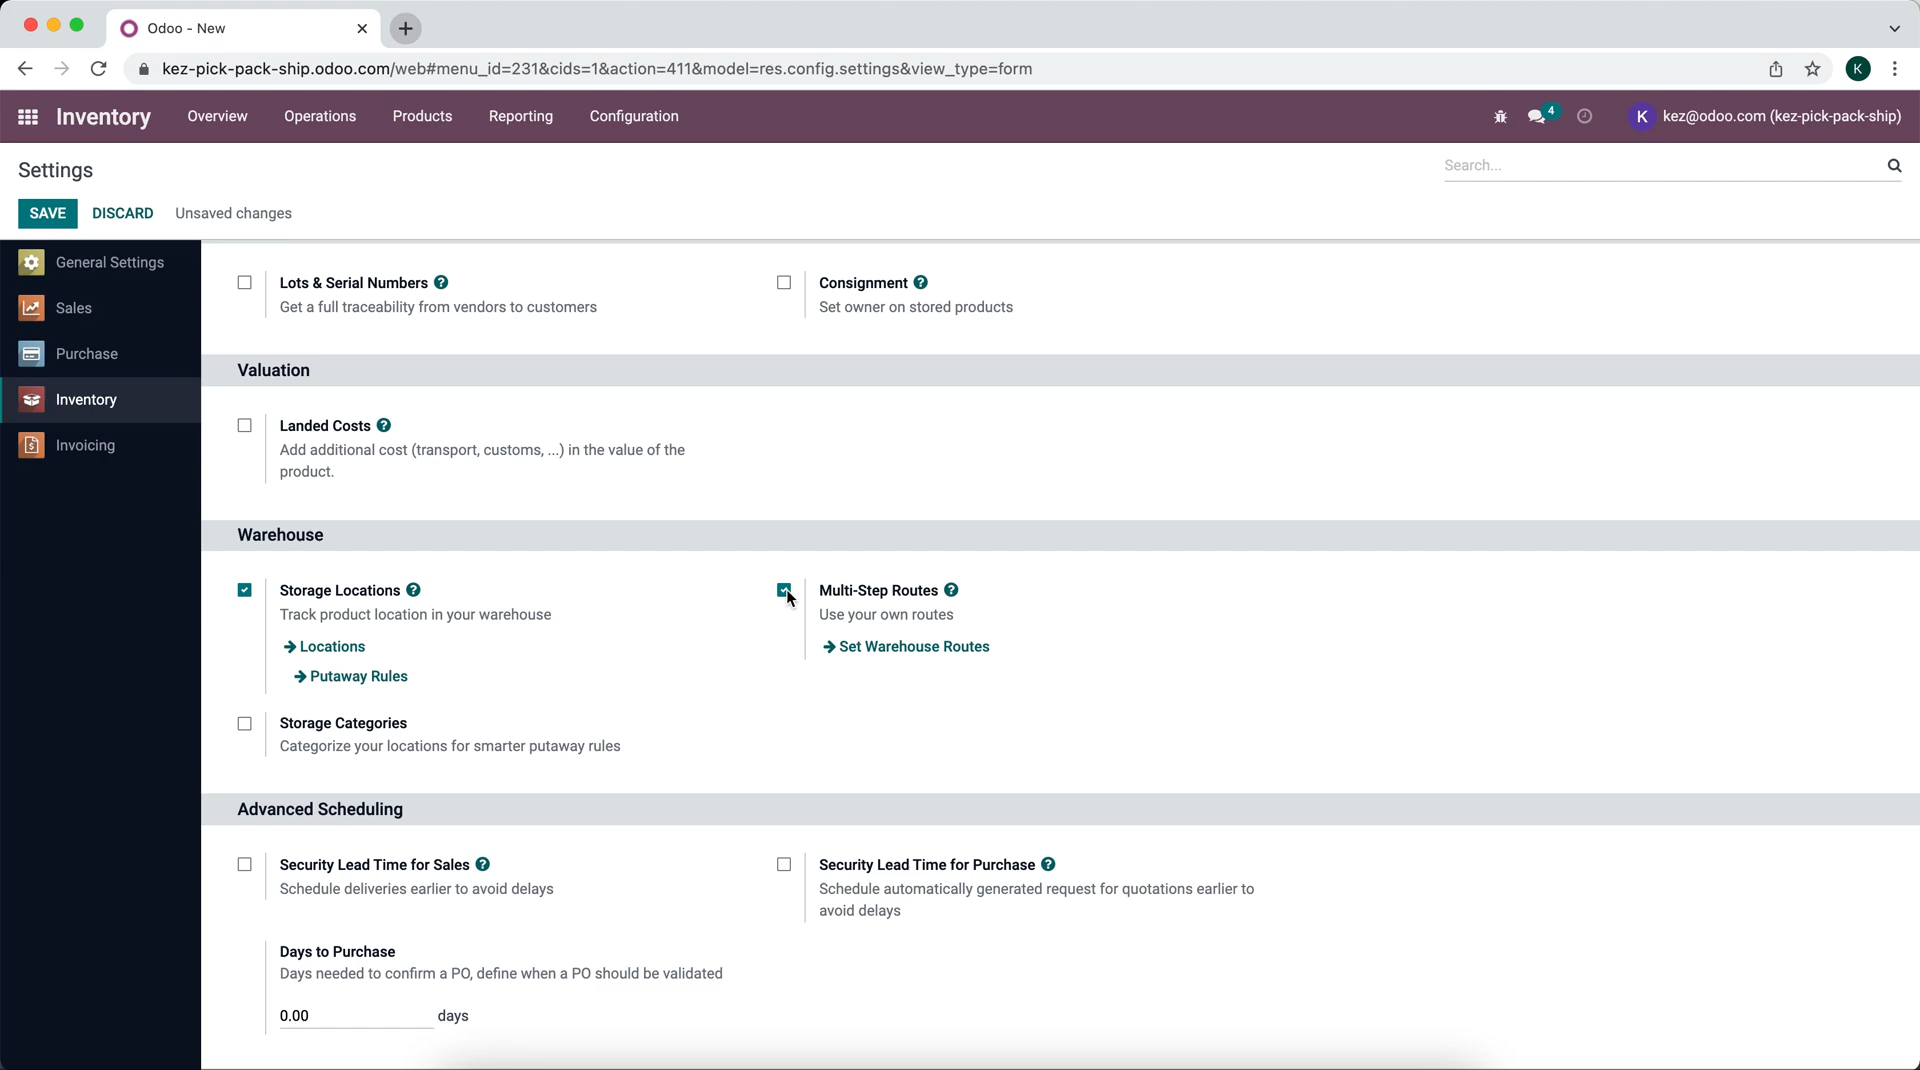 Odoo - New
kez-pick-pack-ship.odoo.com/web#menu_id=231&cids=1&action=411&model=res.config.settings&view_type=form
K
Inventory Overview Operations Products Reporting Configuration 4 K kez@odoo.com (kez-pick-pack-ship)
Settings Search...
SAVE DISCARD Unsaved changes
General Settings
Sales
Purchase
Inventory
Invoicing
Lots & Serial Numbers ?
Get a full traceability from vendors to customers
Consignment ?
Set owner on stored products
Valuation
Landed Costs ?
Add additional cost (transport, customs, ...) in the value of the
product.
Warehouse
Storage Locations ?
Track product location in your warehouse
Locations
Putaway Rules
Multi-Step Routes ?
Use your own routes
Set Warehouse Routes
Storage Categories
Categorize your locations for smarter putaway rules
Advanced Scheduling
Security Lead Time for Sales ?
Schedule deliveries earlier to avoid delays
Security Lead Time for Purchase ?
Schedule automatically generated request for quotations earlier to
avoid delays
Days to Purchase
Days needed to confirm a PO, define when a PO should be validated
0.00 days